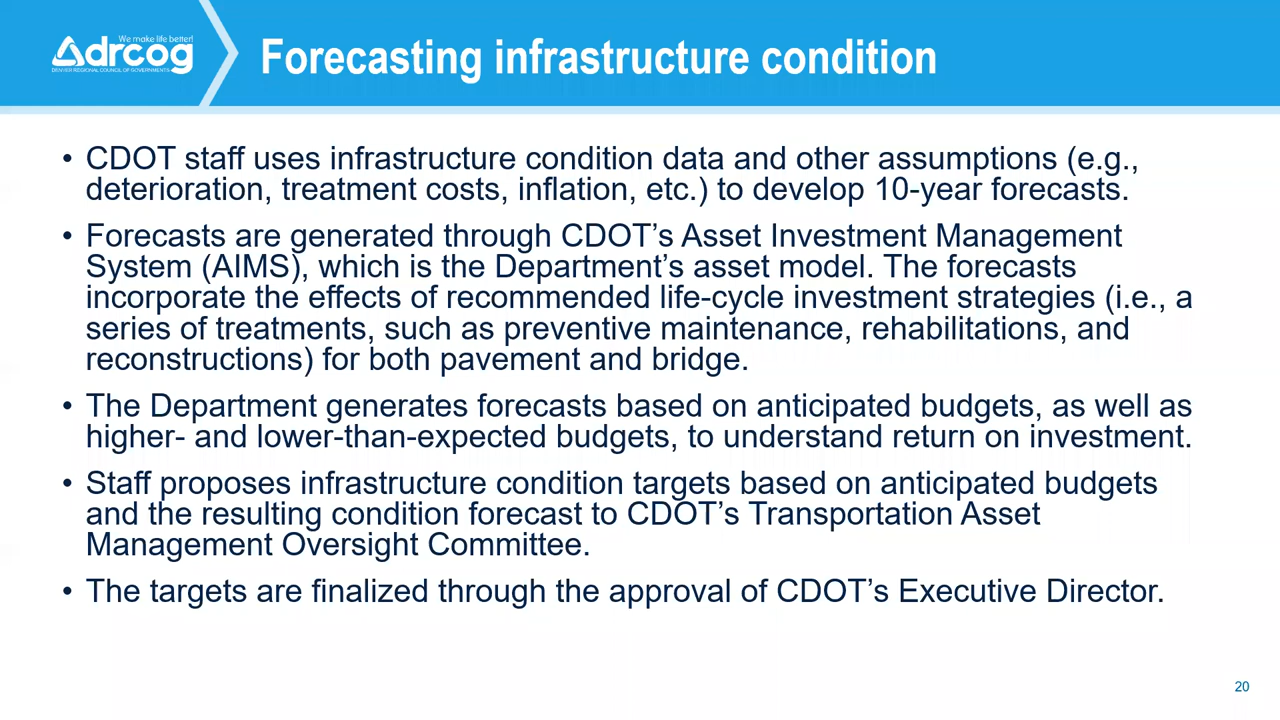 We make life better!
drcog
DENVER REGIONAL COUNCIL OF GOVERNMENTS
Forecasting infrastructure condition
• CDOT staff uses infrastructure condition data and other assumptions (e.g.,
deterioration, treatment costs, inflation, etc.) to develop 10-year forecasts.
• Forecasts are generated through CDOT’s Asset Investment Management
System (AIMS), which is the Department’s asset model. The forecasts
incorporate the effects of recommended life-cycle investment strategies (i.e., a
series of treatments, such as preventive maintenance, rehabilitations, and
reconstructions) for both pavement and bridge.
• The Department generates forecasts based on anticipated budgets, as well as
higher- and lower-than-expected budgets, to understand return on investment.
• Staff proposes infrastructure condition targets based on anticipated budgets
and the resulting condition forecast to CDOT’s Transportation Asset
Management Oversight Committee.
• The targets are finalized through the approval of CDOT’s Executive Director.
20